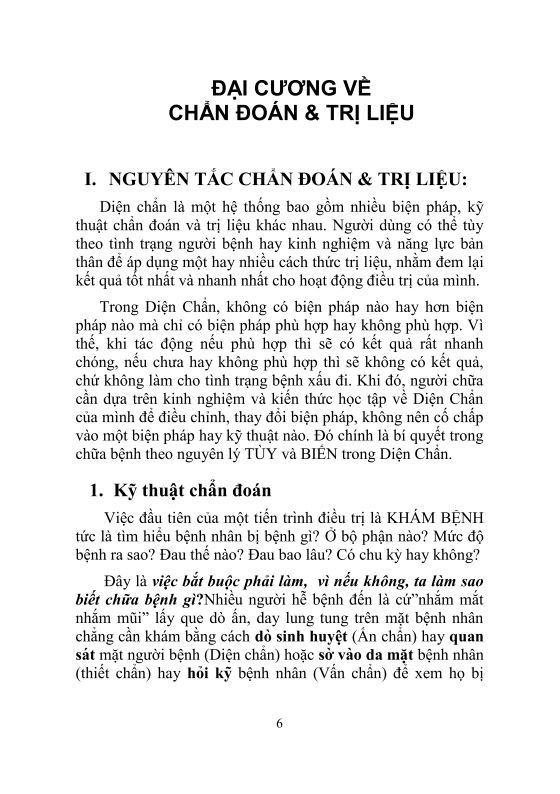 ĐẠI CƯƠNG VỀ
CHẨN ĐOÁN & TRỊ LIỆU
I. NGUYÊN TẮC CHẨN ĐOÁN & TRỊ LIỆU:
Diện chẩn là một hệ thống bao gồm nhiều biện pháp, kỹ
thuật chẩn đoán và trị liệu khác nhau. Người dùng có thể tùy
theo tình trạng người bệnh hay kinh nghiệm và năng lực bản
thân để áp dụng một hay nhiều cách thức trị liệu, nhằm đem lại
kết quả tốt nhất và nhanh nhất cho hoạt động điều trị của mình.
Trong Diện Chẩn, không có biện pháp nào hay hơn biện
pháp nào mà chỉ có biện pháp phù hợp hay không phù hợp. Vì
thế, khi tác động nếu phù hợp thì sẽ có kết quả rất nhanh
chóng, nếu chưa hay không phù hợp thì sẽ không có kết quả,
chứ không làm cho tình trạng bệnh xấu đi. Khi đó, người chữa
cần dựa trên kinh nghiệm và kiến thức học tập về Diện Chẩn
của mình để điều chỉnh, thay đổi biện pháp, không nên cố chấp
vào một biện pháp hay kỹ thuật nào. Đó chính là bí quyết trong
chữa bệnh theo nguyên lý TÙY và BIẾN trong Diện Chẩn.
1. Kỹ thuật chẩn đoán
Việc đầu tiên của một tiến trình điều trị là KHÁM BỆNH
tức là tìm hiểu bệnh nhân bị bệnh gì? Ở bộ phận nào? Mức độ
bệnh ra sao? Đau thế nào? Đau bao lâu? Có chu kỳ hay không?
Đây là việc bắt buộc phải làm, vì nếu không, ta làm sao
biết chữa bệnh gì?Nhiều người hễ bệnh đến là cứ”nhắm mắt
nhắm mũi” lấy que dò ấn, day lung tung trên mặt bệnh nhân
chẳng cần khám bằng cách dò sinh huyệt (Ấn chẩn) hay quan
sát mặt người bệnh (Diện chẩn) hoặc sờ vào da mặt bệnh nhân
(thiết chẩn) hay hỏi kỹ bệnh nhân (Vấn chẩn) để xem họ bị
6